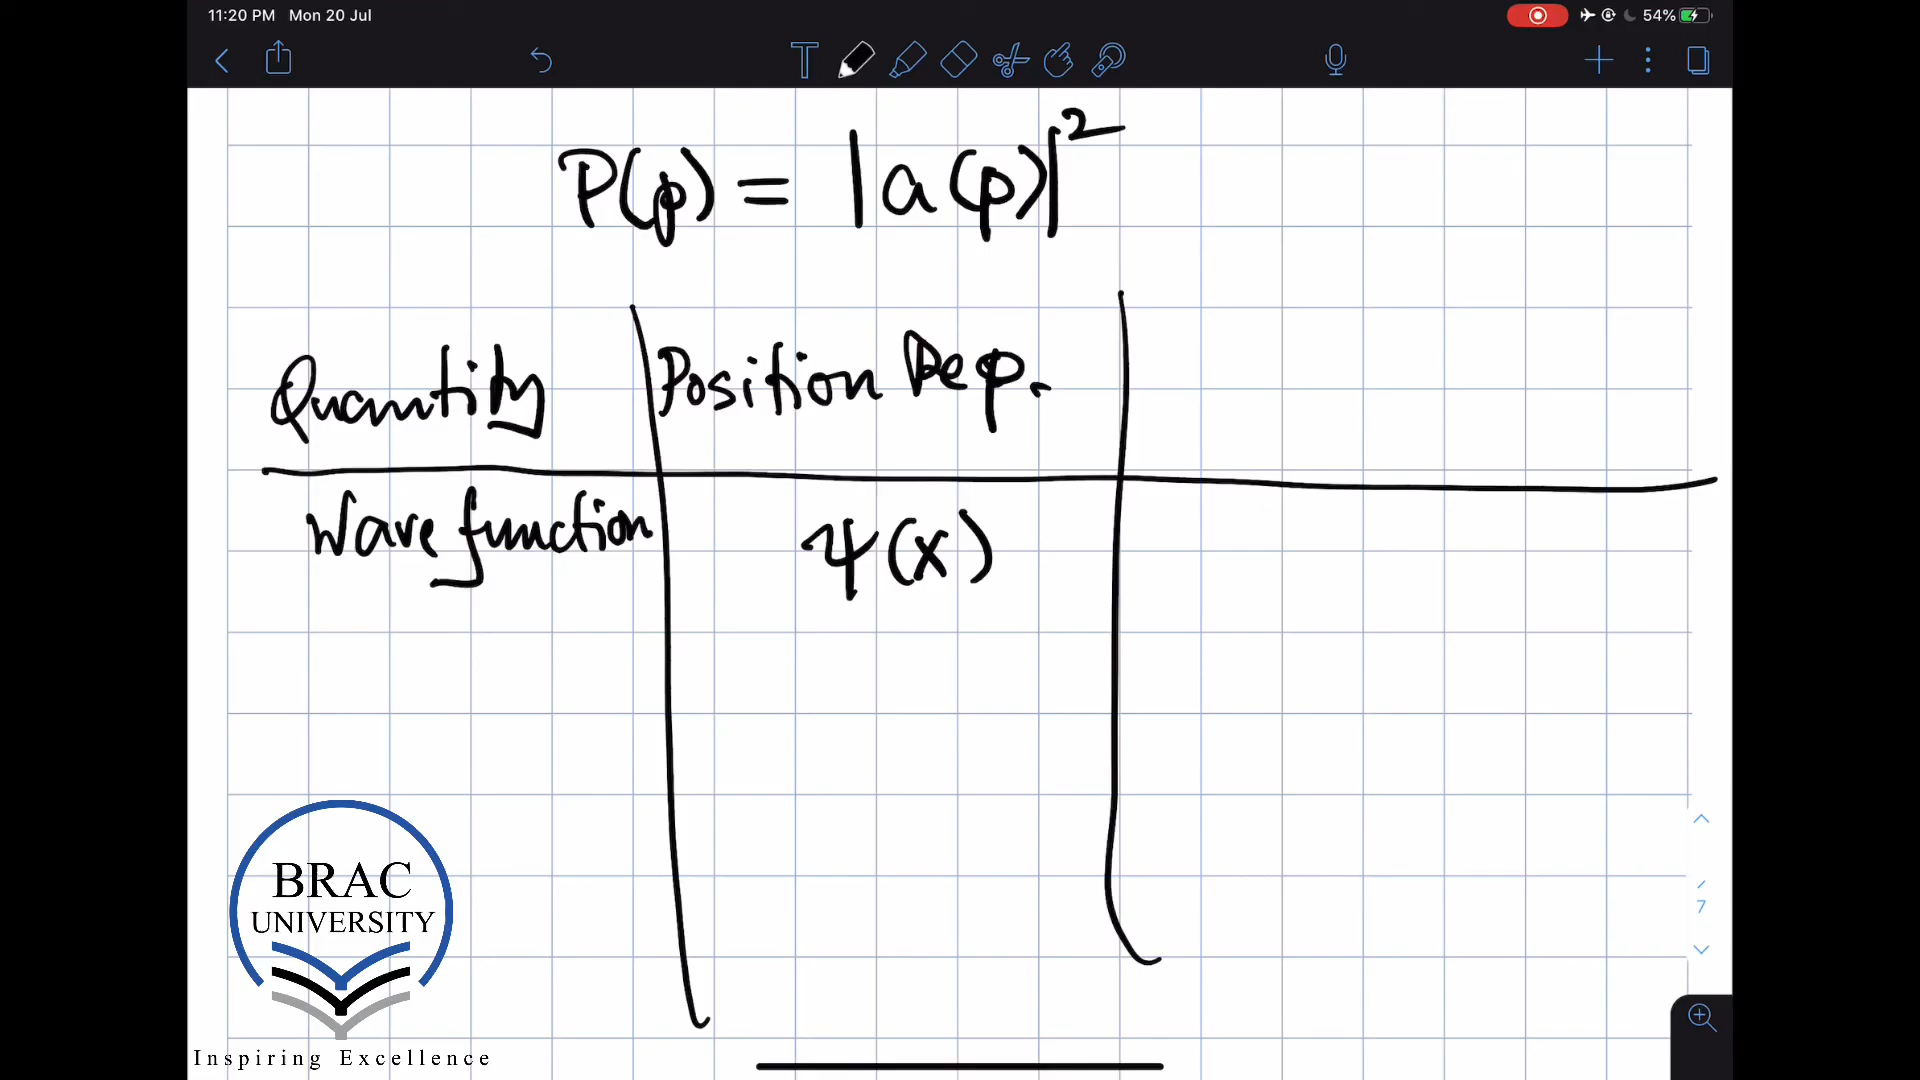 11:20 PM Mon 20 Jul
54%
P(p) = |a(p)|²
Quantity Position Rep.
Wave function ψ(x)
7
BRAC
UNIVERSITY
Inspiring Excellence